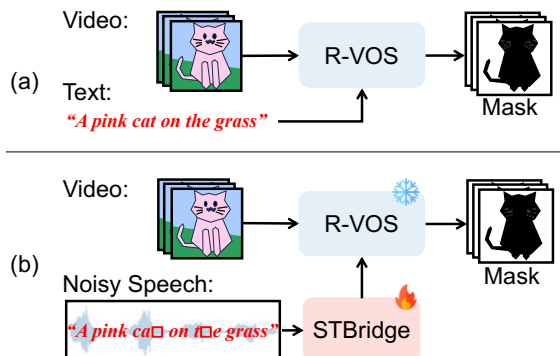 Video:
R-VOS
(a)
Text:
"A pink cat on the grass"
Mask
Video:
R-VOS
(b)
Mask
Noisy Speech:
"A pink ca□ on t□e grass"
STBridge